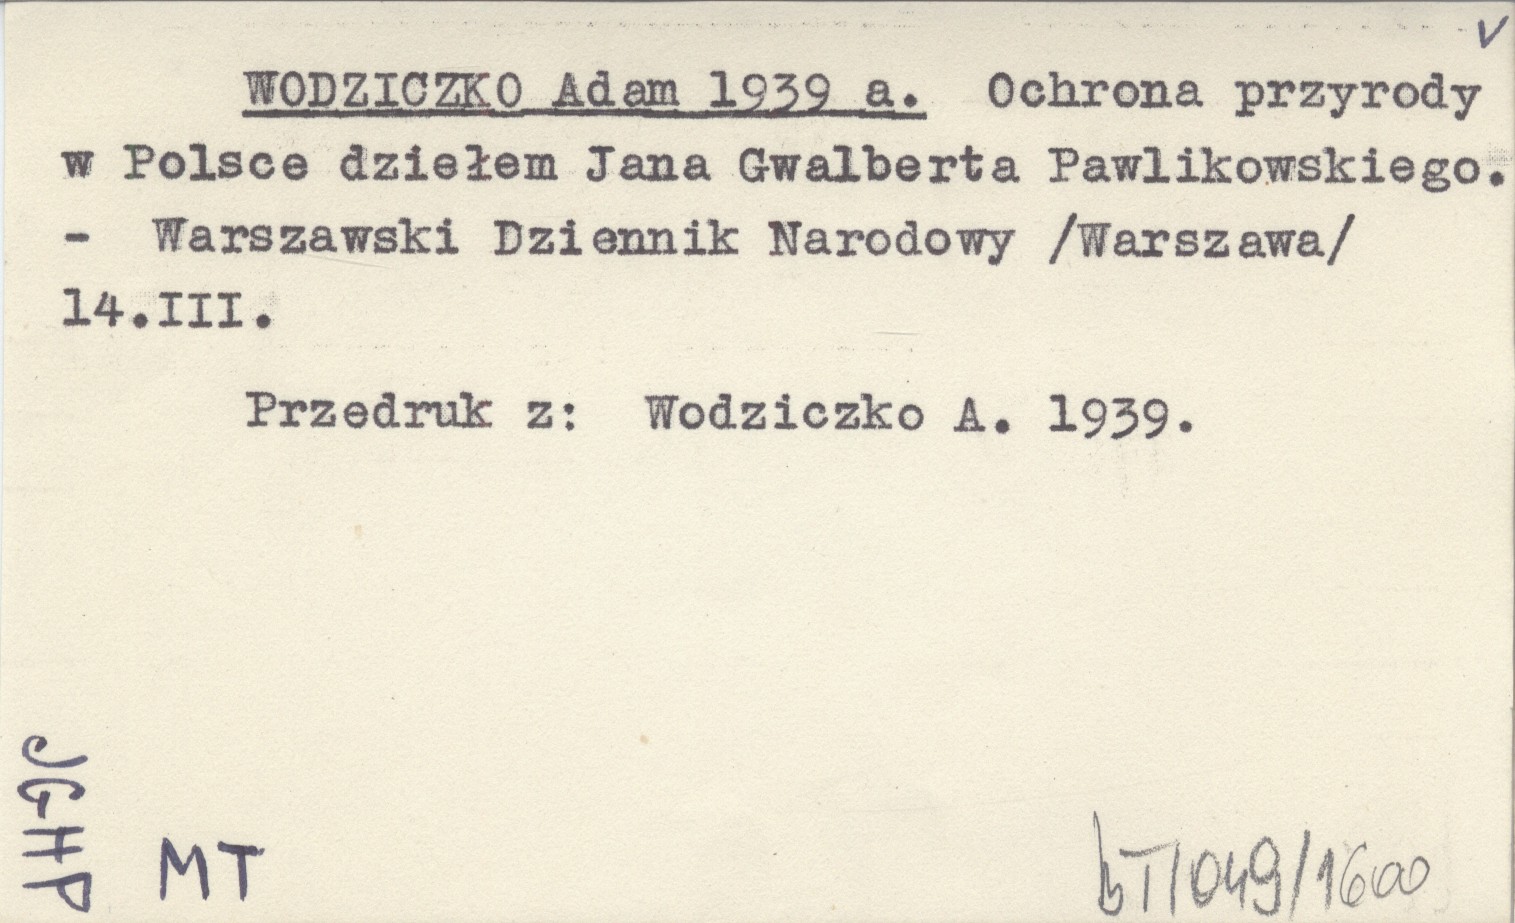 V
WODZICZKO Adam 1939 a. Ochrona przyrody
w Polsce dziełem Jana Gwalberta Pawlikowskiego.
- Warszawski Dziennik Narodowy /Warszawa/
14.III.
Przedruk z: Wodziczko A. 1939.
JGHP
MT
bT/049/1600